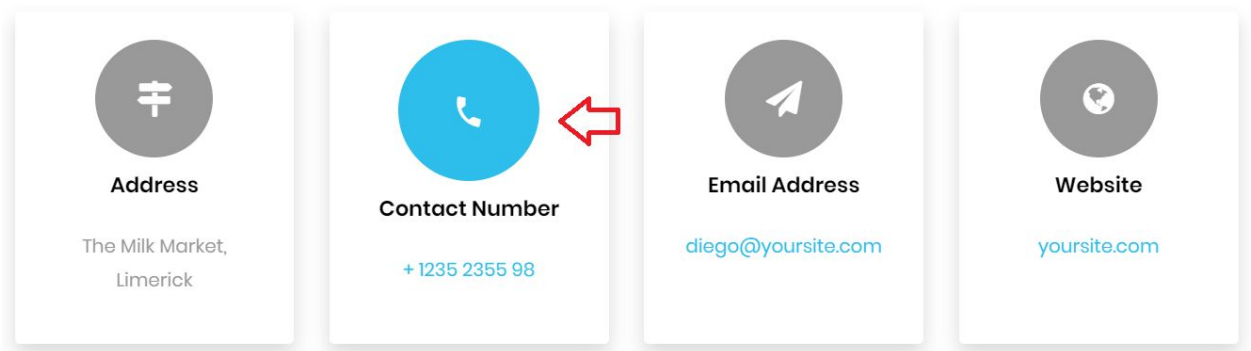 Address
The Milk Market,
Limerick
Contact Number
+ 1235 2355 98
Email Address
diego@yoursite.com
Website
yoursite.com